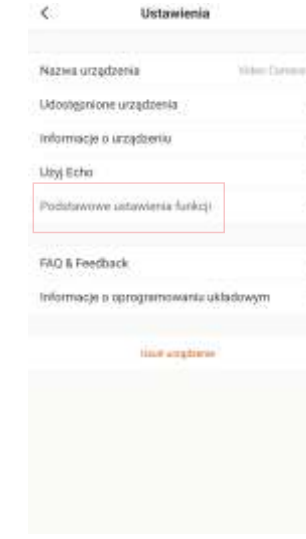 Ustawienia
Nazwa urządzenia
Udostępnione urządzenia
Informacje o urządzeniu
Użyj Echo
Podstawowe ustawienia funkcji
FAQ & Feedback
Informacje o oprogramowaniu układowym
Usuń urządzenie